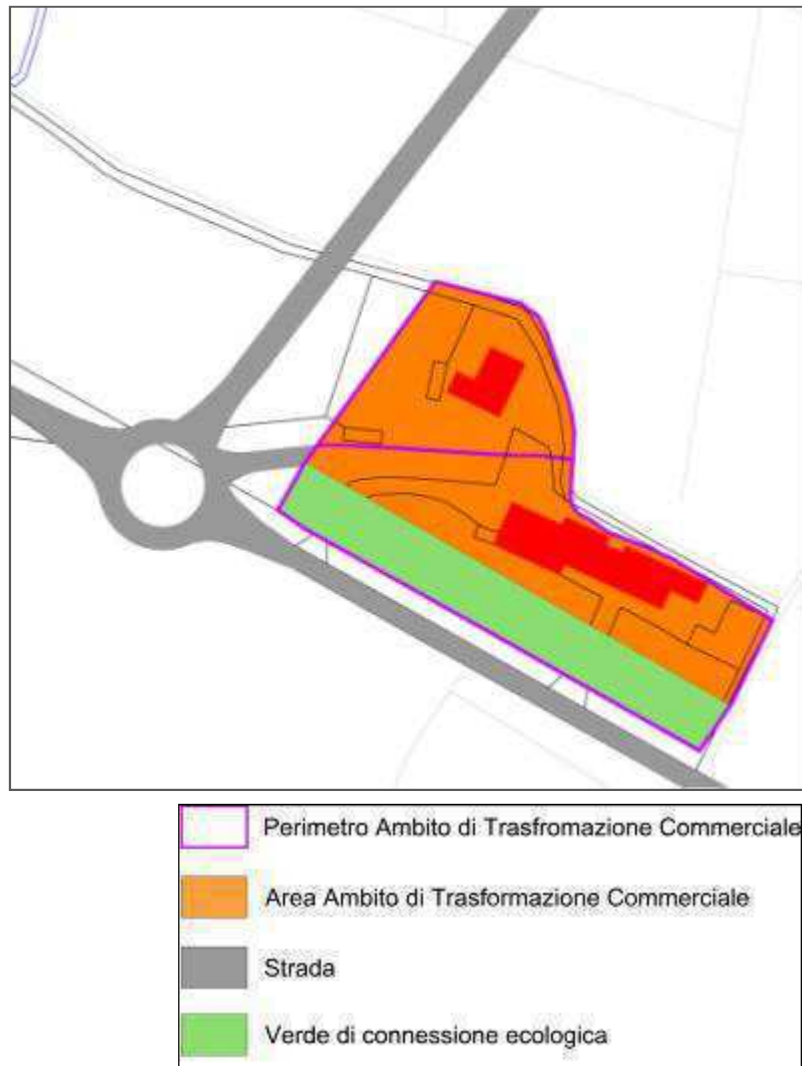 Perimetro Ambito di Trasfromazione Commerciale
Area Ambito di Trasformazione Commerciale
Strada
Verde di connessione ecologica